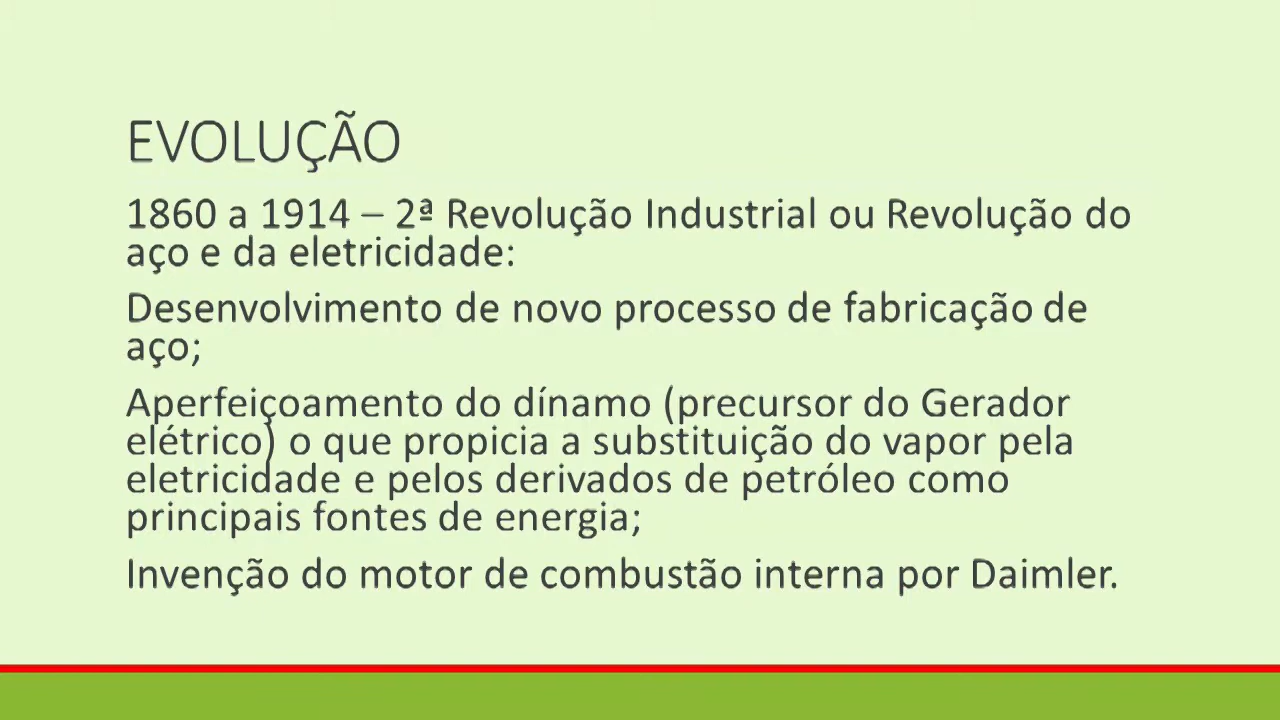 EVOLUÇÃO
1860 a 1914 – 2ª Revolução Industrial ou Revolução do
aço e da eletricidade:
Desenvolvimento de novo processo de fabricação de
aço;
Aperfeiçoamento do dínamo (precursor do Gerador
elétrico) o que propicia a substituição do vapor pela
eletricidade e pelos derivados de petróleo como
principais fontes de energia;
Invenção do motor de combustão interna por Daimler.